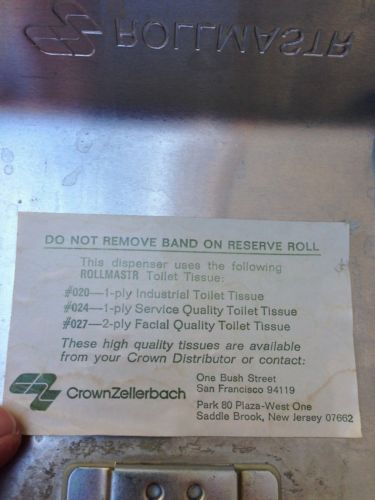 ROLLMASTR
DO NOT REMOVE BAND ON RESERVE ROLL
This dispenser uses the following
ROLLMASTR Toilet Tissue:
#020—1-ply Industrial Toilet Tissue
#024—1-ply Service Quality Toilet Tissue
#027—2-ply Facial Quality Toilet Tissue
These high quality tissues are available
from your Crown Distributor or contact:
CrownZellerbach
One Bush Street
San Francisco 94119
Park 80 Plaza-West One
Saddle Brook, New Jersey 07662